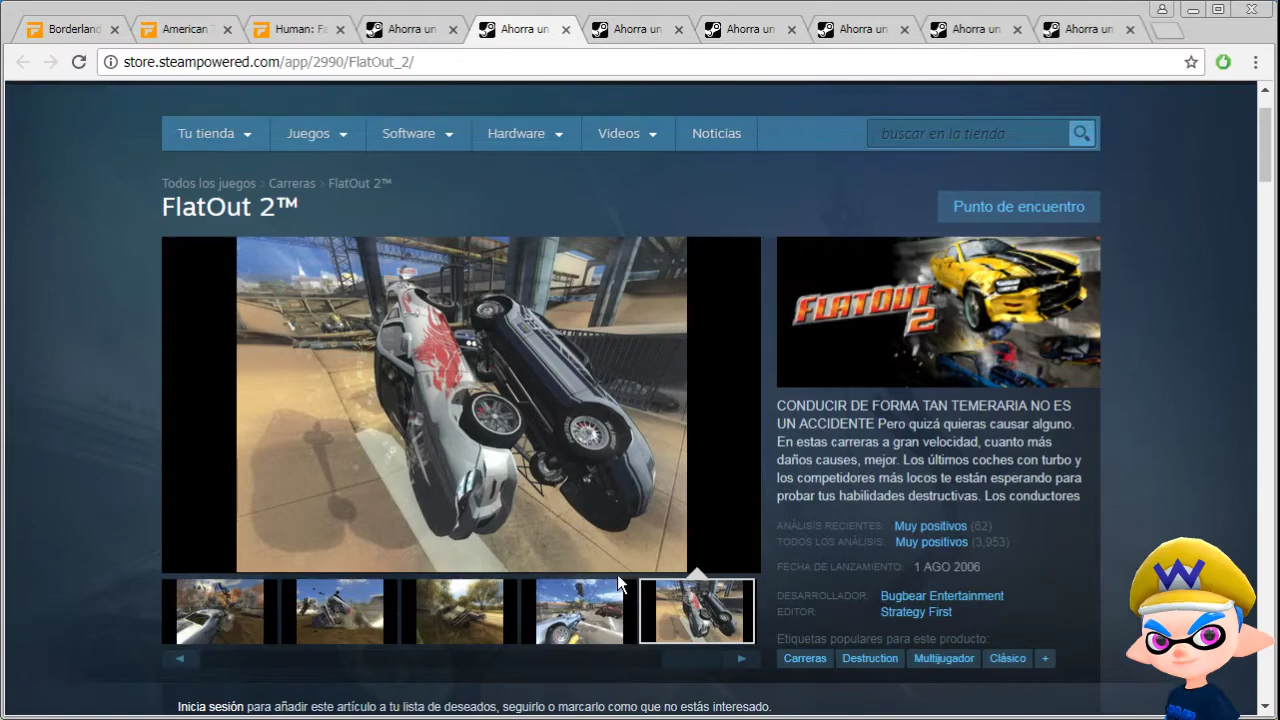 Borderland
American T
Human: Fa
Ahorra un
Ahorra un
Ahorra un
Ahorra un
Ahorra un
Ahorra un
Ahorra un
store.steampowered.com/app/2990/FlatOut_2/
Tu tienda
Juegos
Software
Hardware
Videos
Noticias
buscar en la tienda
Todos los juegos > Carreras > FlatOut 2™
FlatOut 2™
Punto de encuentro
FLATOUT 2
CONDUCIR DE FORMA TAN TEMERARIA NO ES
UN ACCIDENTE Pero quizá quieras causar alguno.
En estas carreras a gran velocidad, cuanto más
daños causes, mejor. Los últimos coches con turbo y
los competidores más locos te están esperando para
probar tus habilidades destructivas. Los conductores
ANÁLISIS RECIENTES: Muy positivos (62)
TODOS LOS ANÁLISIS: Muy positivos (3,953)
FECHA DE LANZAMIENTO: 1 AGO 2006
DESARROLLADOR: Bugbear Entertainment
EDITOR: Strategy First
Etiquetas populares para este producto:
Carreras Destruction Multijugador Clásico +
Inicia sesión para añadir este artículo a tu lista de deseados, seguirlo o marcarlo como que no estás interesado.
W